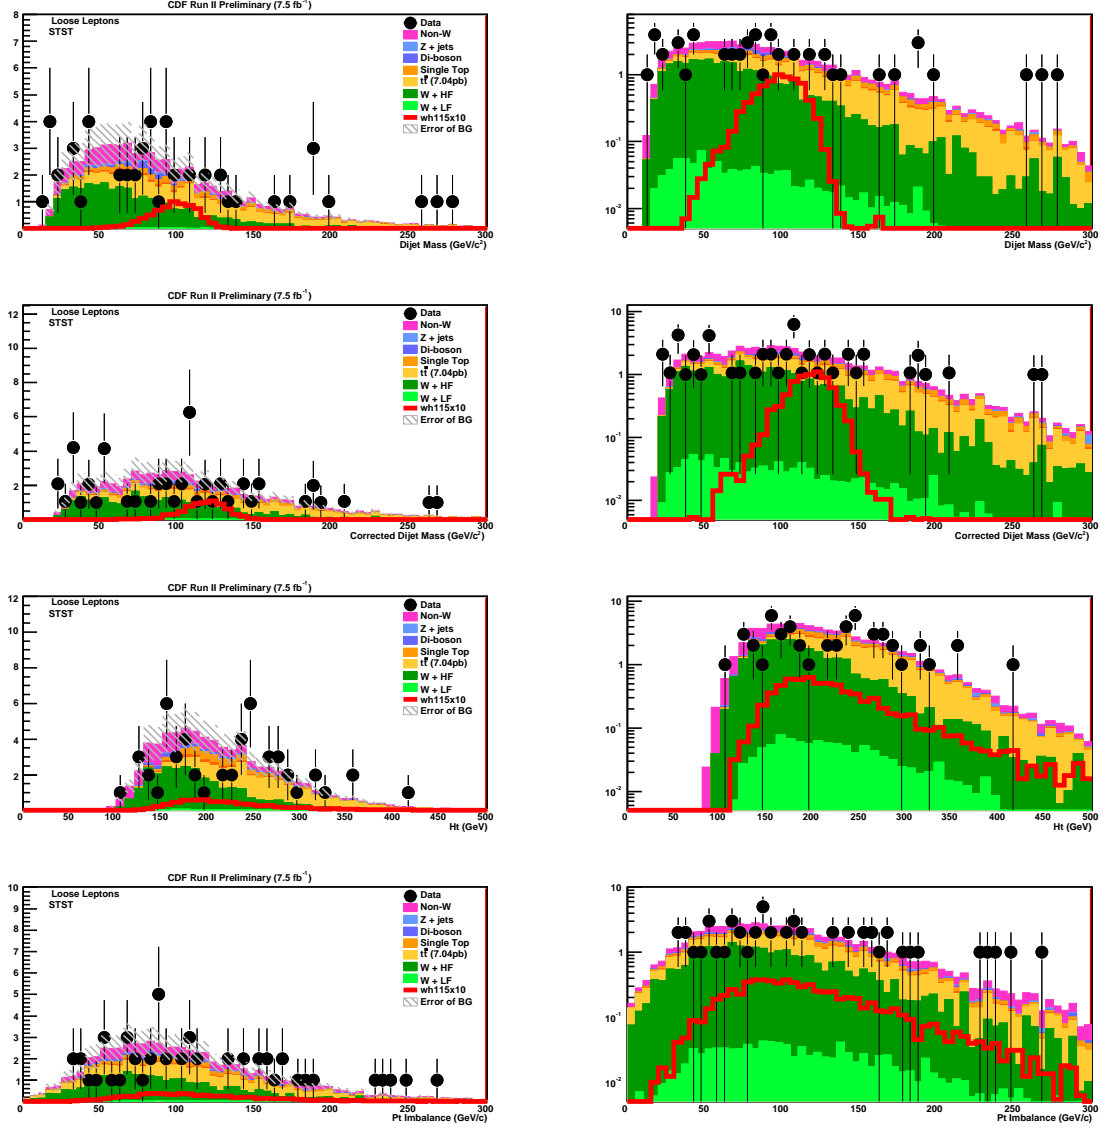 CDF Run II Preliminary (7.5 fb⁻¹)
Loose Leptons
STST
Data
Non-W
Z + jets
Di-boson
Single Top
tt̄ (7.04pb)
W + HF
W + LF
wh115x10
Error of BG
8
7
6
5
4
3
2
1
0 50 100 150 200 250 300
Dijet Mass (GeV/c²)
1
10⁻¹
10⁻²
0 50 100 150 200 250 300
Dijet Mass (GeV/c²)
CDF Run II Preliminary (7.5 fb⁻¹)
Loose Leptons
STST
Data
Non-W
Z + jets
Di-boson
Single Top
tt̄ (7.04pb)
W + HF
W + LF
wh115x10
Error of BG
12
10
8
6
4
2
0 50 100 150 200 250 300
Corrected Dijet Mass (GeV/c²)
10
1
10⁻¹
10⁻²
0 50 100 150 200 250 300
Corrected Dijet Mass (GeV/c²)
CDF Run II Preliminary (7.5 fb⁻¹)
Loose Leptons
STST
Data
Non-W
Z + jets
Di-boson
Single Top
tt̄ (7.04pb)
W + HF
W + LF
wh115x10
Error of BG
12
10
8
6
4
2
0 50 100 150 200 250 300 350 400 450 500
Ht (GeV)
10
1
10⁻¹
10⁻²
0 50 100 150 200 250 300 350 400 450 500
Ht (GeV)
CDF Run II Preliminary (7.5 fb⁻¹)
Loose Leptons
STST
Data
Non-W
Z + jets
Di-boson
Single Top
tt̄ (7.04pb)
W + HF
W + LF
wh115x10
Error of BG
10
9
8
7
6
5
4
3
2
1
0 50 100 150 200 250 300
Pt Imbalance (GeV/c)
10
1
10⁻¹
10⁻²
0 50 100 150 200 250 300
Pt Imbalance (GeV/c)